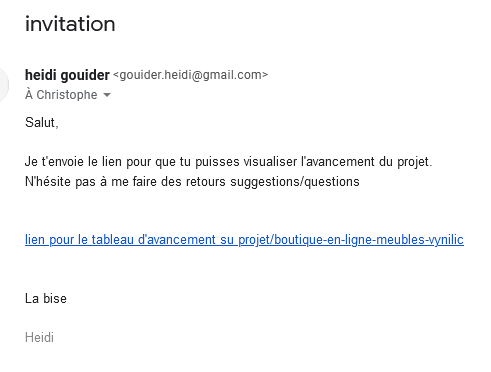 invitation
heidi gouider <gouider.heidi@gmail.com>
À Christophe
Salut,
Je t'envoie le lien pour que tu puisses visualiser l'avancement du projet.
N'hésite pas à me faire des retours suggestions/questions
lien pour le tableau d'avancement su projet/boutique-en-ligne-meubles-vynilic
La bise
Heidi